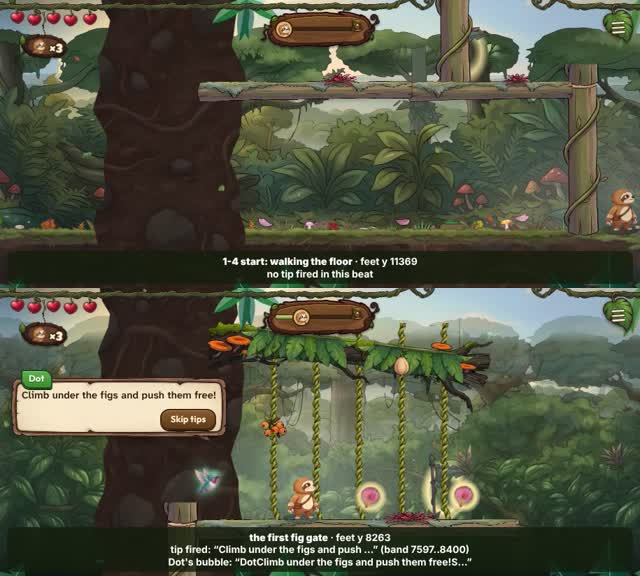 ×3
1-4 start: walking the floor · feet y 11369
no tip fired in this beat
×3
Dot
Climb under the figs and push them free!
Skip tips
the first fig gate · feet y 8263
tip fired: “Climb under the figs and push ...” (band 7597..8400)
Dot's bubble: “DotClimb under the figs and push them free!S...”